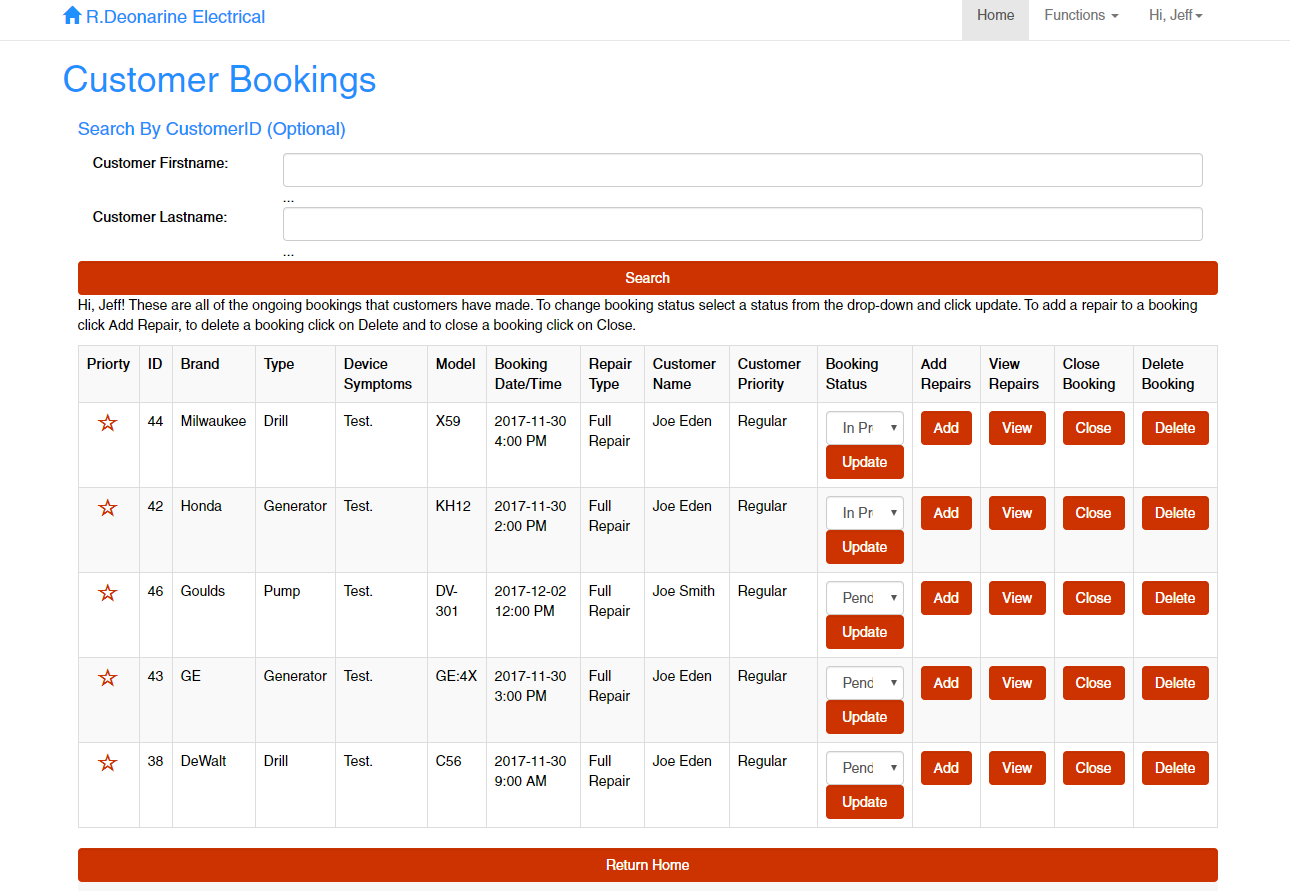 R.Deonarine Electrical
Home Functions Hi, Jeff
Customer Bookings
Search By CustomerID (Optional)
Customer Firstname:
...
Customer Lastname:
...
Search
Hi, Jeff! These are all of the ongoing bookings that customers have made. To change booking status select a status from the drop-down and click update. To add a repair to a booking
click Add Repair, to delete a booking click on Delete and to close a booking click on Close.
Priorty ID Brand Type Device Symptoms Model Booking Date/Time Repair Type Customer Name Customer Priority Booking Status Add Repairs View Repairs Close Booking Delete Booking
44 Milwaukee Drill Test. X59 2017-11-30 4:00 PM Full Repair Joe Eden Regular In Pr Update Add View Close Delete
42 Honda Generator Test. KH12 2017-11-30 2:00 PM Full Repair Joe Eden Regular In Pr Update Add View Close Delete
46 Goulds Pump Test. DV-301 2017-12-02 12:00 PM Full Repair Joe Smith Regular Pend Update Add View Close Delete
43 GE Generator Test. GE:4X 2017-11-30 3:00 PM Full Repair Joe Eden Regular Pend Update Add View Close Delete
38 DeWalt Drill Test. C56 2017-11-30 9:00 AM Full Repair Joe Eden Regular Pend Update Add View Close Delete
Return Home